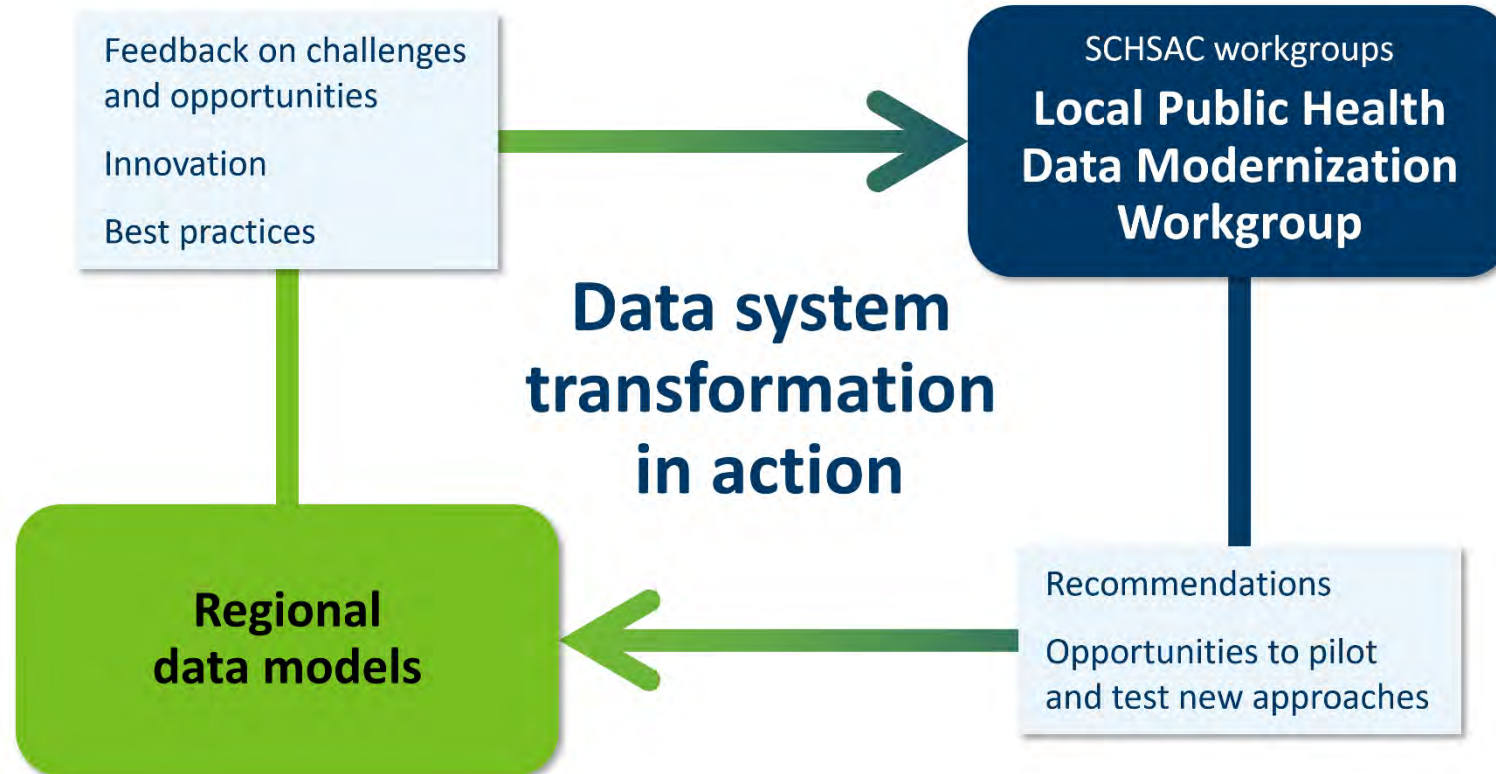 Feedback on challenges
and opportunities
Innovation
Best practices
SCHSAC workgroups
Local Public Health
Data Modernization
Workgroup
Data system
transformation
in action
Regional
data models
Recommendations
Opportunities to pilot
and test new approaches